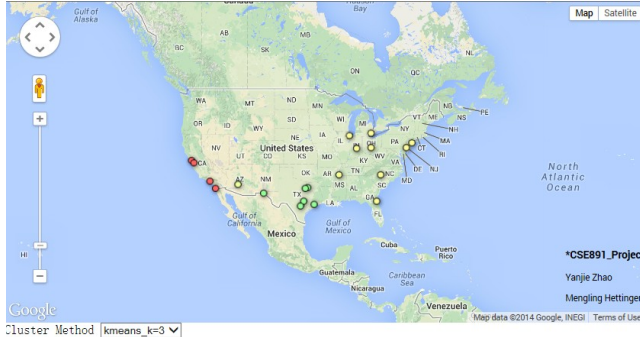 Gulf of
Alaska
Hudson
Bay
Map
Satellite
AB
MB
BC
SK
NL
ON
QC
NB
PE
NS
WA
MT
ND
MN
VT
ME
NH
OR
ID
SD
WI
MI
NY
MA
CT
RI
NE
IA
IL
IN
OH
PA
NJ
DE
MD
NV
UT
CO
United States
KS
MO
KY
WV
VA
CA
AZ
NM
OK
AR
TN
NC
SC
MS
AL
GA
TX
LA
FL
North
Atlantic
Ocean
Gulf of
California
Gulf of
Mexico
Mexico
HI
Cuba
Puerto
Rico
Guatemala
Caribbean
Sea
Nicaragua
Venezuela
*CSE891_Projec
Yanjie Zhao
Mengling Hettinger
Google
Map data ©2014 Google, INEGI
Terms of Use
Cluster Method kmeans_k=3